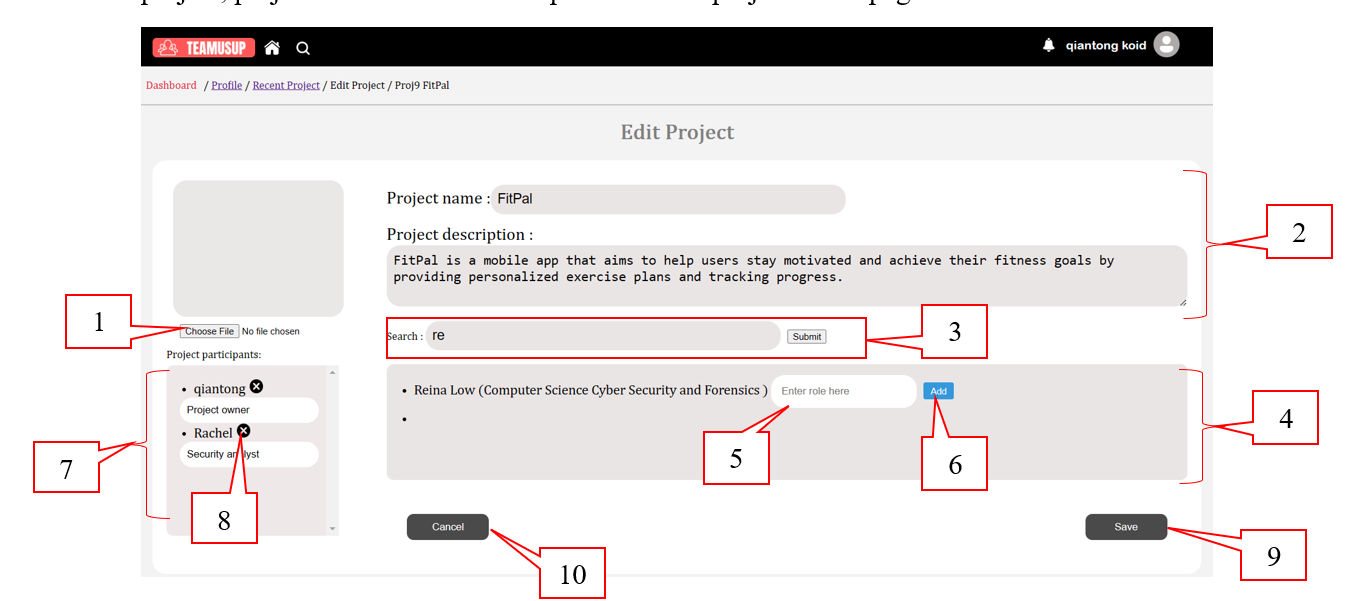 TEAMUSUP
qiantong koid
Dashboard / Profile / Recent Project / Edit Project / Proj9 FitPal
Edit Project
Project name : FitPal
2
Project description :
FitPal is a mobile app that aims to help users stay motivated and achieve their fitness goals by
providing personalized exercise plans and tracking progress.
1
Choose File No file chosen
Search : re
Submit
3
Project participants:
• qiantong
Project owner
• Rachel
Security analyst
• Reina Low (Computer Science Cyber Security and Forensics ) Enter role here Add
•
4
5
6
7
8
Cancel
Save
9
10